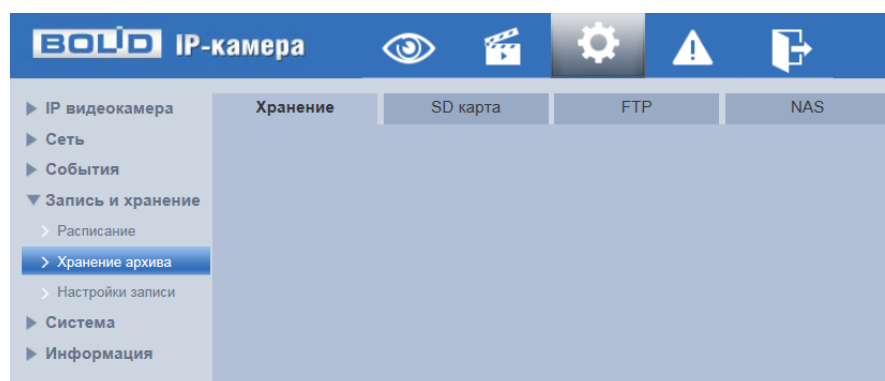 BOLID IP-камера
IP видеокамера
Сеть
События
Запись и хранение
Расписание
Хранение архива
Настройки записи
Система
Информация
Хранение SD карта FTP NAS